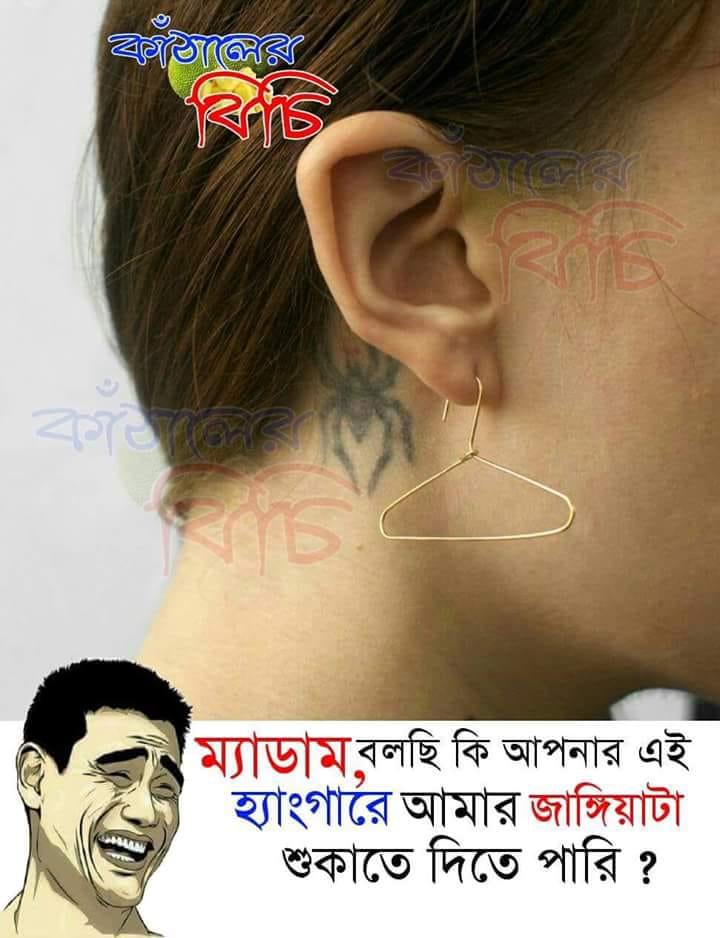 কাঁঠালের
বিচি
কাঁঠালের
বিচি
কাঁঠালের
বিচি
ম্যাডাম,বলছি কি আপনার এই
হ্যাংগারে আমার জাঙ্গিয়াটা
শুকাতে দিতে পারি ?